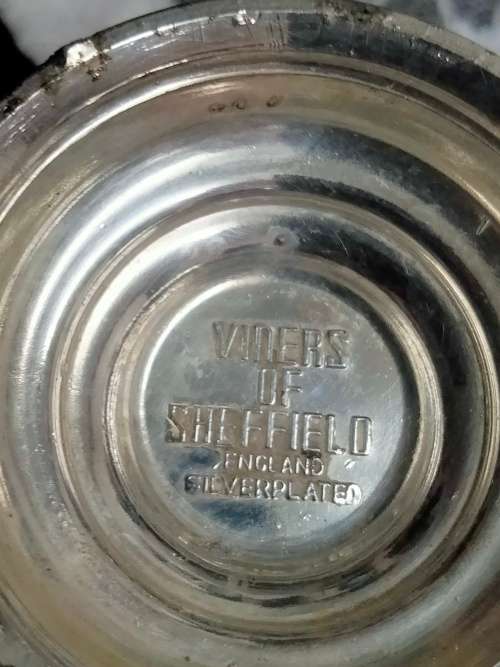 VINERS
OF
SHEFFIELD
ENGLAND
SILVERPLATED